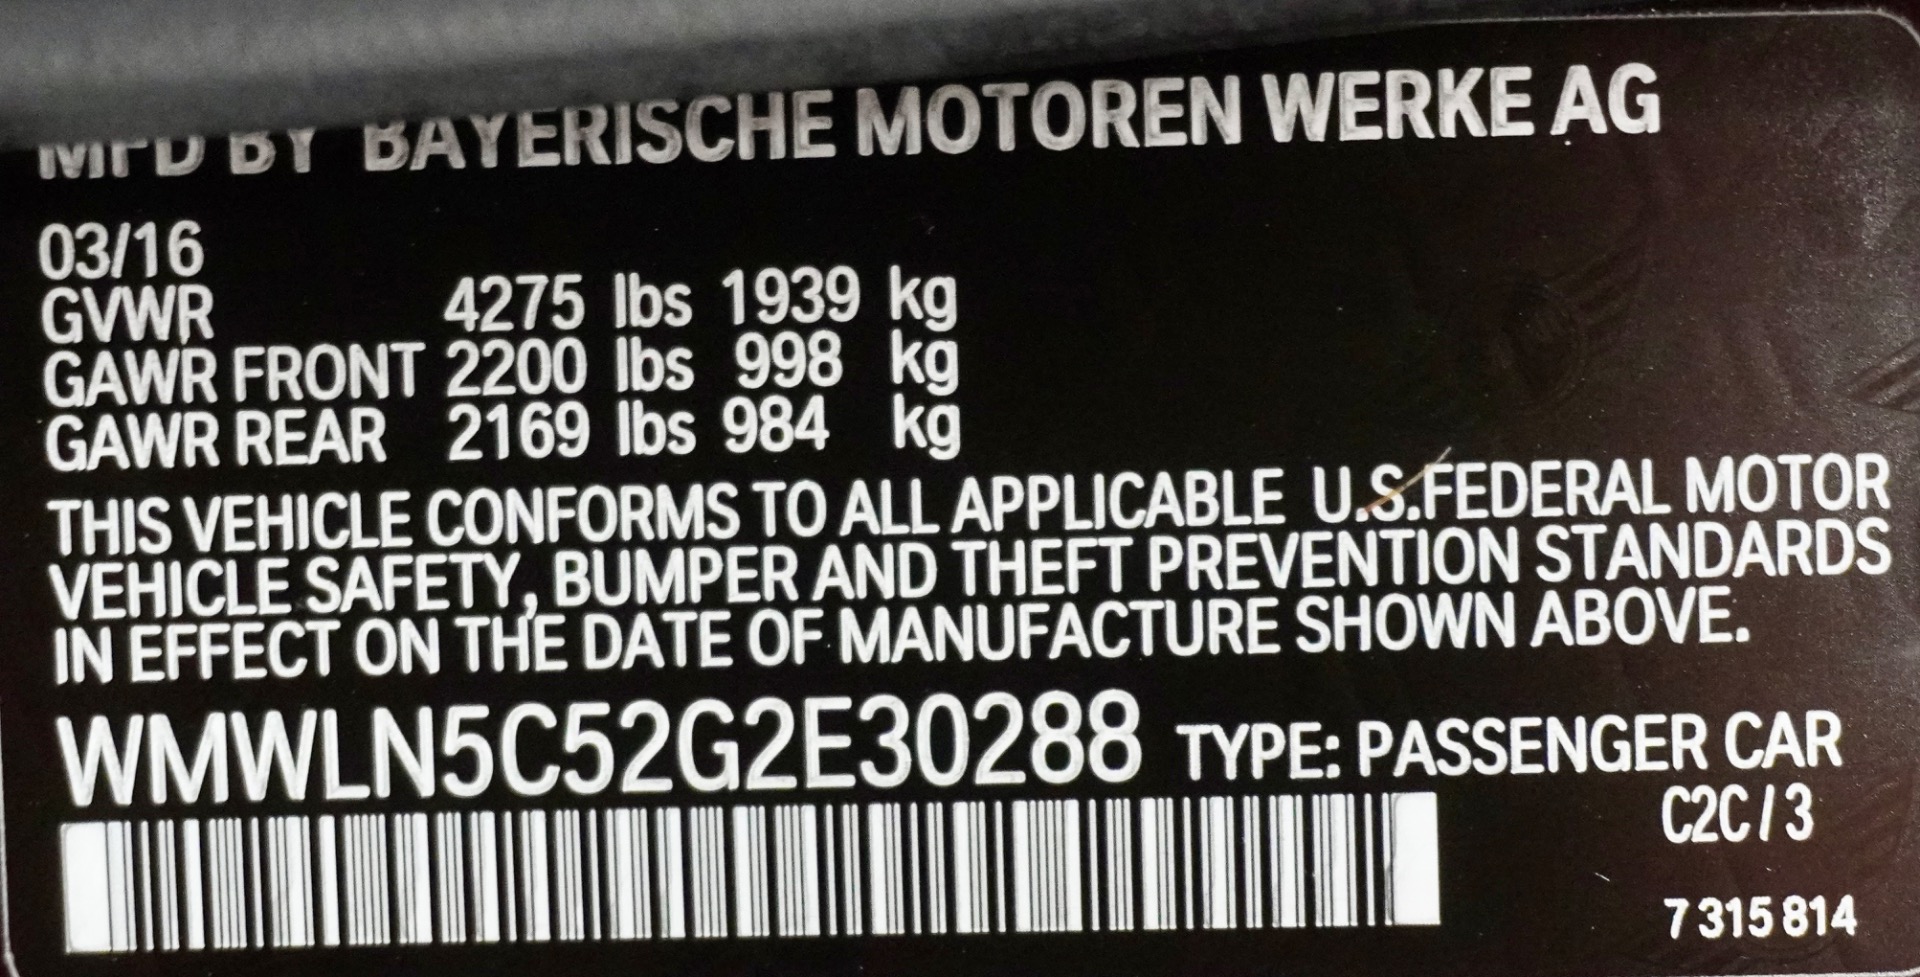 MFD BY BAYERISCHE MOTOREN WERKE AG
03/16
GVWR 4275 lbs 1939 kg
GAWR FRONT 2200 lbs 998 kg
GAWR REAR 2169 lbs 984 kg
THIS VEHICLE CONFORMS TO ALL APPLICABLE U.S.FEDERAL MOTOR
VEHICLE SAFETY, BUMPER AND THEFT PREVENTION STANDARDS
IN EFFECT ON THE DATE OF MANUFACTURE SHOWN ABOVE.
WMWLN5C52G2E30288 TYPE: PASSENGER CAR
C2C / 3
7 315 814